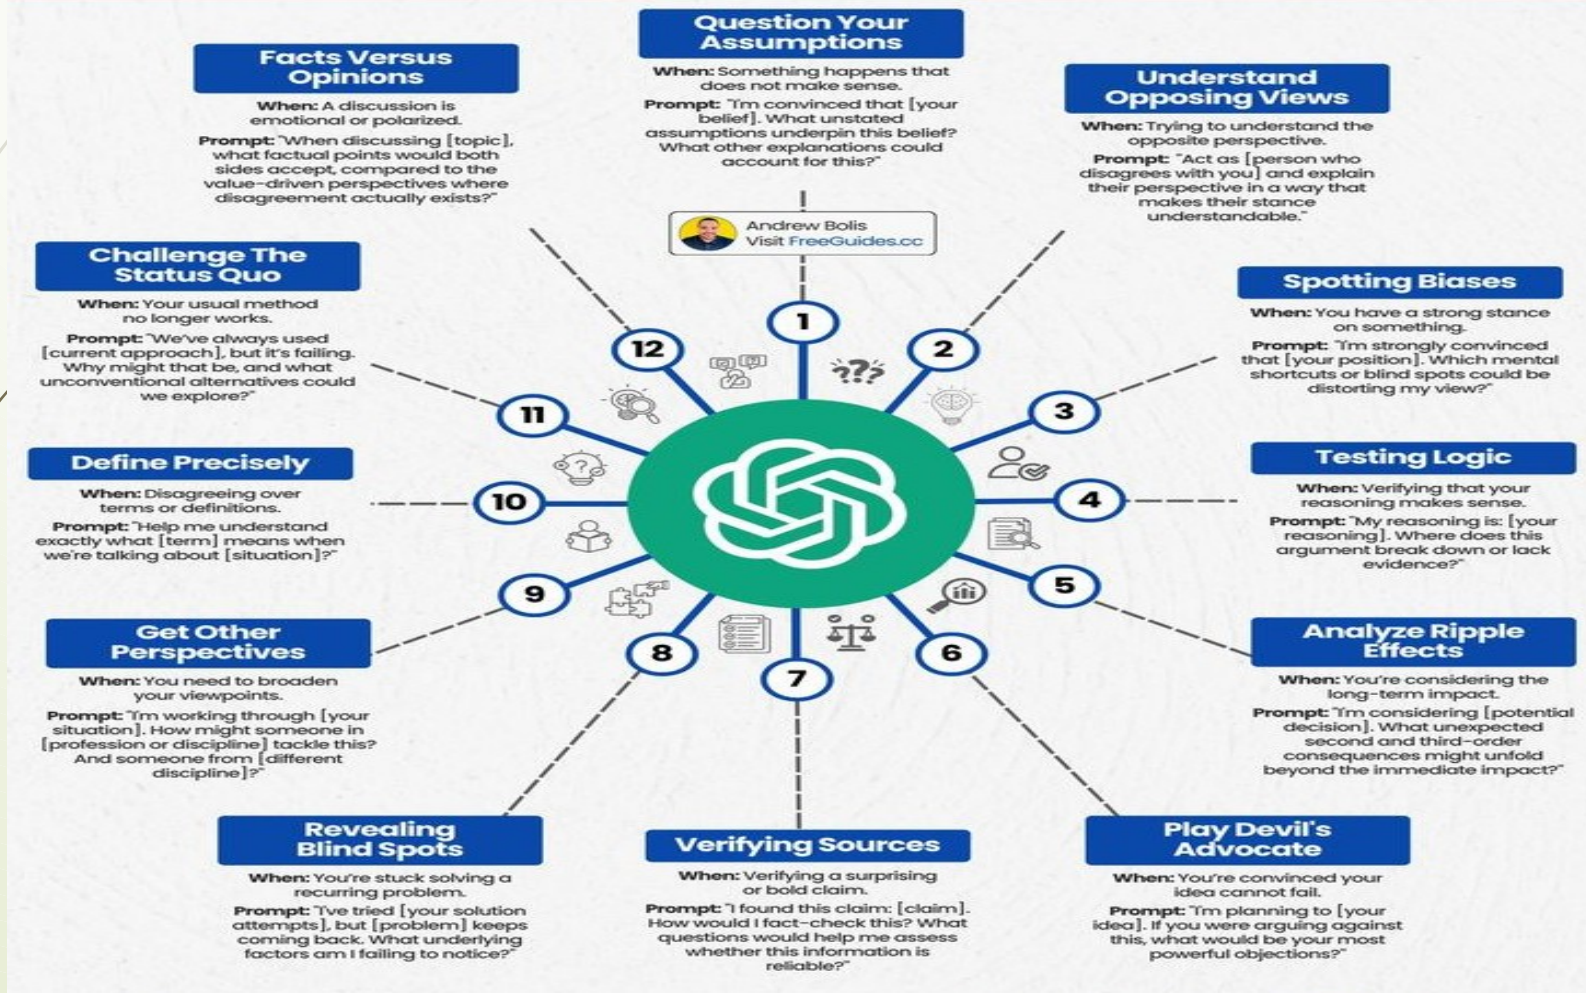 Question Your
Assumptions
When: Something happens that
does not make sense.
Prompt: "I'm convinced that [your
belief]. What unstated
assumptions underpin this belief?
What other explanations could
account for this?"
Andrew Bolis
Visit FreeGuides.cc
1
Understand
Opposing Views
When: Trying to understand the
opposite perspective.
Prompt: "Act as [person who
disagrees with you] and explain
their perspective in a way that
makes their stance
understandable."
2
Spotting Biases
When: You have a strong stance
on something.
Prompt: "I'm strongly convinced
that [your position]. Which mental
shortcuts or blind spots could be
distorting my view?"
3
Testing Logic
When: Verifying that your
reasoning makes sense.
Prompt: "My reasoning is: [your
reasoning]. Where does this
argument break down or lack
evidence?"
4
Analyze Ripple
Effects
When: You're considering the
long-term impact.
Prompt: "I'm considering [potential
decision]. What unexpected
second and third-order
consequences might unfold
beyond the immediate impact?"
5
Play Devil's
Advocate
When: You're convinced your
idea cannot fail.
Prompt: "I'm planning to [your
idea]. If you were arguing against
this, what would be your most
powerful objections?"
6
Verifying Sources
When: Verifying a surprising
or bold claim.
Prompt: "I found this claim: [claim].
How would I fact-check this? What
questions would help me assess
whether this information is
reliable?"
7
Revealing
Blind Spots
When: You're stuck solving a
recurring problem.
Prompt: "I've tried [your solution
attempts], but [problem] keeps
coming back. What underlying
factors am I failing to notice?"
8
Get Other
Perspectives
When: You need to broaden
your viewpoints.
Prompt: "I'm working through [your
situation]. How might someone in
[profession or discipline] tackle this?
And someone from [different
discipline]?"
9
Define Precisely
When: Disagreeing over
terms or definitions.
Prompt: "Help me understand
exactly what [term] means when
we're talking about [situation]?"
10
Challenge The
Status Quo
When: Your usual method
no longer works.
Prompt: "We've always used
[current approach], but it's failing.
Why might that be, and what
unconventional alternatives could
we explore?"
11
Facts Versus
Opinions
When: A discussion is
emotional or polarized.
Prompt: "When discussing [topic],
what factual points would both
sides accept, compared to the
value-driven perspectives where
disagreement actually exists?"
12